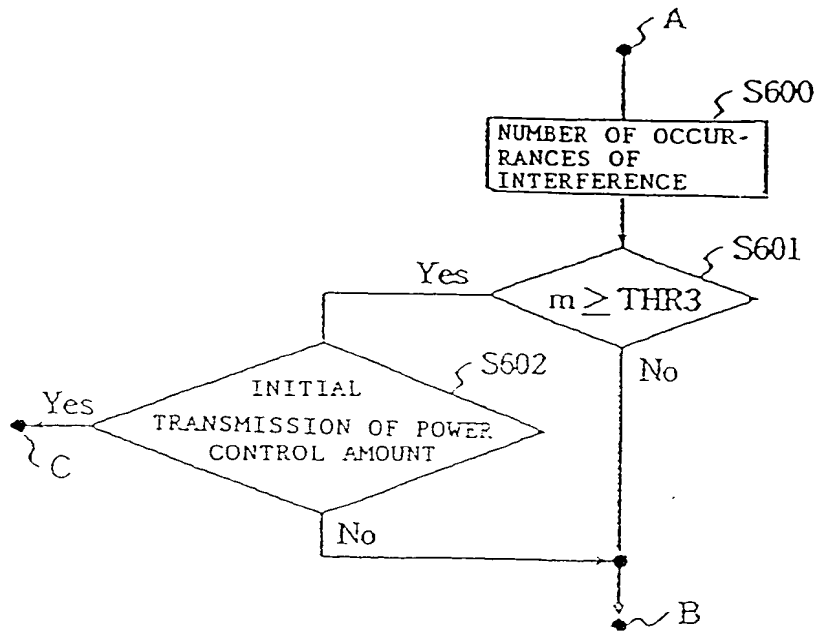 A
S600
NUMBER OF OCCUR-
RANCES OF
INTERFERENCE
S601
Yes
m ≥ THR3
No
S602
INITIAL
TRANSMISSION OF POWER
CONTROL AMOUNT
Yes
C
No
B